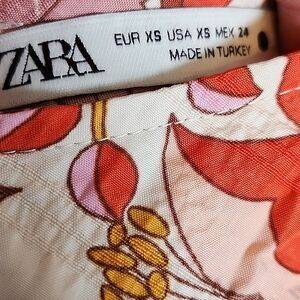 ZARA
EUR XS USA XS MEX 24
MADE IN TURKEY